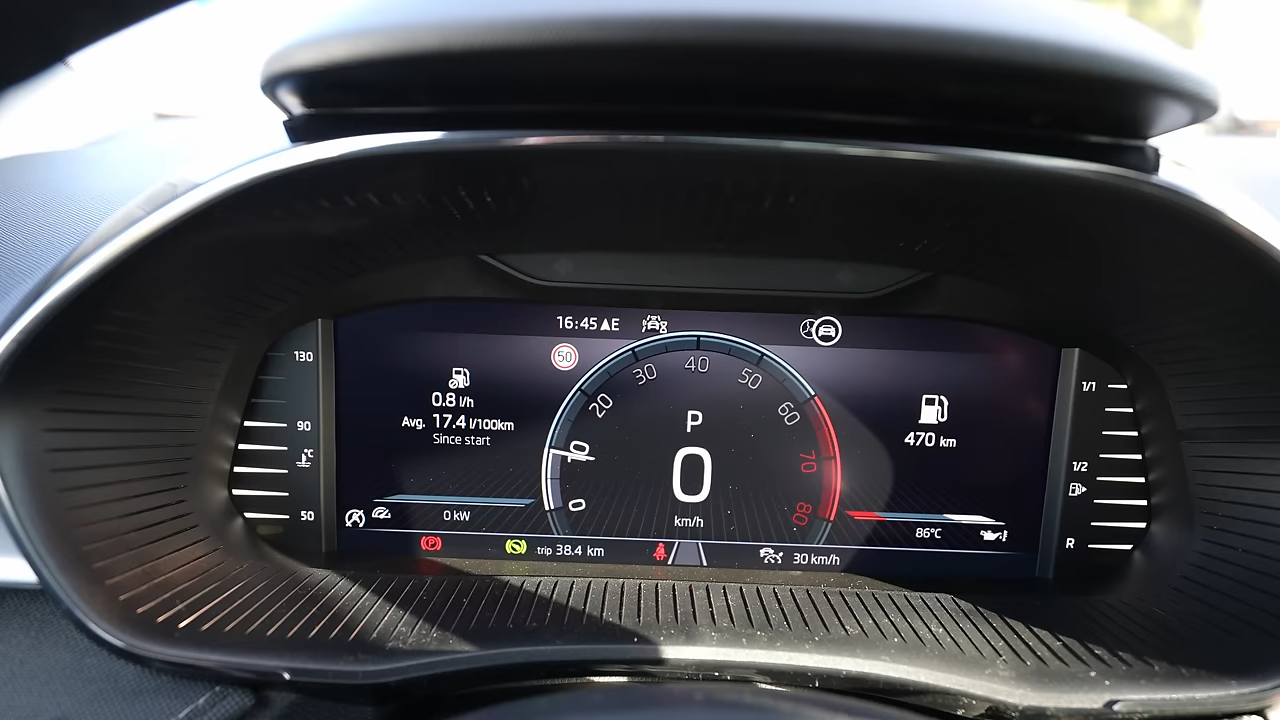 16:45 E
50
130
90
°C
50
0.8 l/h
Avg. 17.4 l/100km
Since start
0 kW
0
10
20
30
40
50
60
70
80
P
0
km/h
470 km
86°C
1/1
1/2
R
P
trip 38.4 km
30 km/h